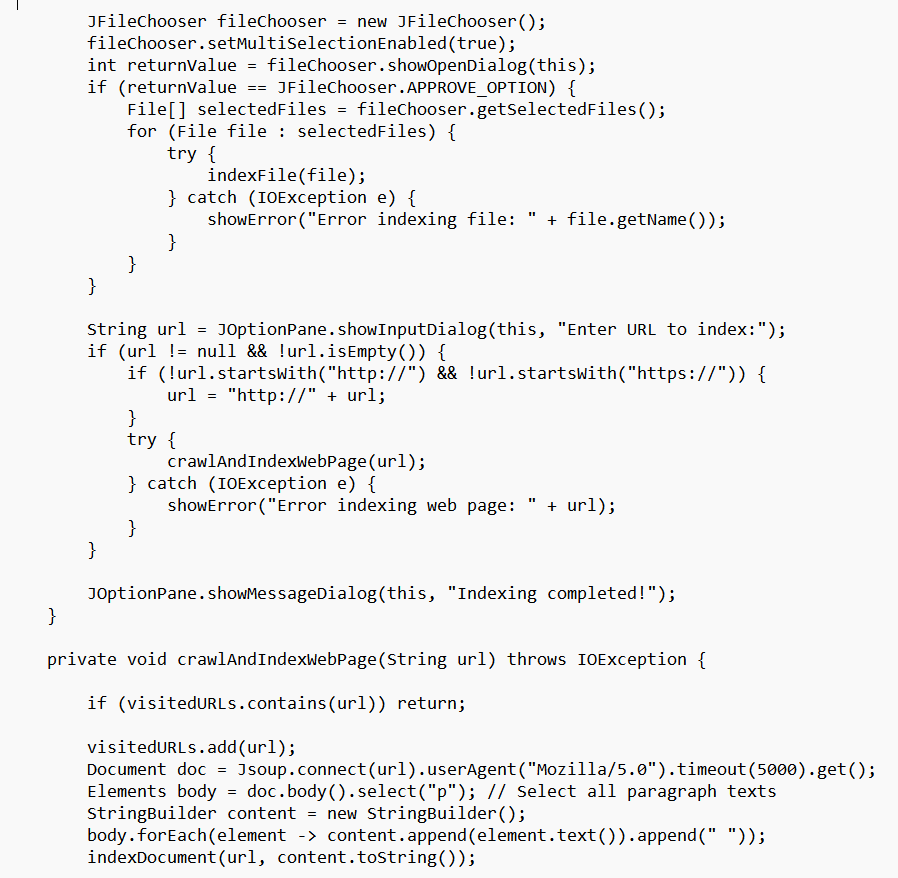 JFileChooser fileChooser = new JFileChooser();
fileChooser.setMultiSelectionEnabled(true);
int returnValue = fileChooser.showOpenDialog(this);
if (returnValue == JFileChooser.APPROVE_OPTION) {
File[] selectedFiles = fileChooser.getSelectedFiles();
for (File file : selectedFiles) {
try {
indexFile(file);
} catch (IOException e) {
showError("Error indexing file: " + file.getName());
}
}
}
String url = JOptionPane.showInputDialog(this, "Enter URL to index:");
if (url != null && !url.isEmpty()) {
if (!url.startsWith("http://") && !url.startsWith("https://")) {
url = "http://" + url;
}
try {
crawlAndIndexWebPage(url);
} catch (IOException e) {
showError("Error indexing web page: " + url);
}
}
JOptionPane.showMessageDialog(this, "Indexing completed!");
}
private void crawlAndIndexWebPage(String url) throws IOException {
if (visitedURLs.contains(url)) return;
visitedURLs.add(url);
Document doc = Jsoup.connect(url).userAgent("Mozilla/5.0").timeout(5000).get();
Elements body = doc.body().select("p"); // Select all paragraph texts
StringBuilder content = new StringBuilder();
body.forEach(element -> content.append(element.text()).append(" "));
indexDocument(url, content.toString());